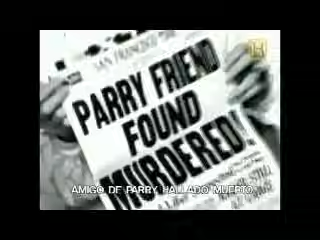 SAN FRANCISCO
H
PARRY FRIEND
FOUND
MURDERED!
AMIGO DE PARRY HALLADO MUERTO